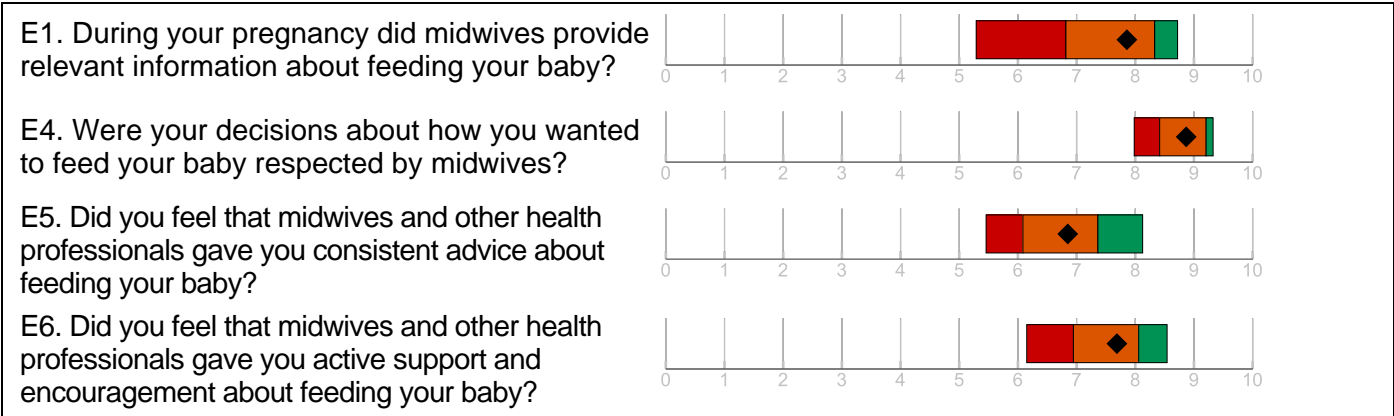 E1. During your pregnancy did midwives provide
relevant information about feeding your baby?
0 1 2 3 4 5 6 7 8 9 10
E4. Were your decisions about how you wanted
to feed your baby respected by midwives?
0 1 2 3 4 5 6 7 8 9 10
E5. Did you feel that midwives and other health
professionals gave you consistent advice about
feeding your baby?
0 1 2 3 4 5 6 7 8 9 10
E6. Did you feel that midwives and other health
professionals gave you active support and
encouragement about feeding your baby?
0 1 2 3 4 5 6 7 8 9 10